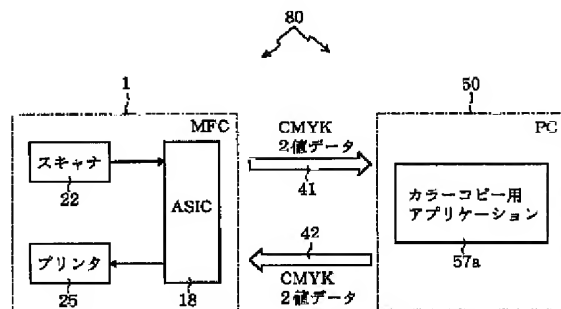 80
1
50
MFC
PC
スキャナ
22
ASIC
CMYK
2値データ
41
カラーコピー用
アプリケーション
57a
プリンタ
25
18
42
CMYK
2値データ